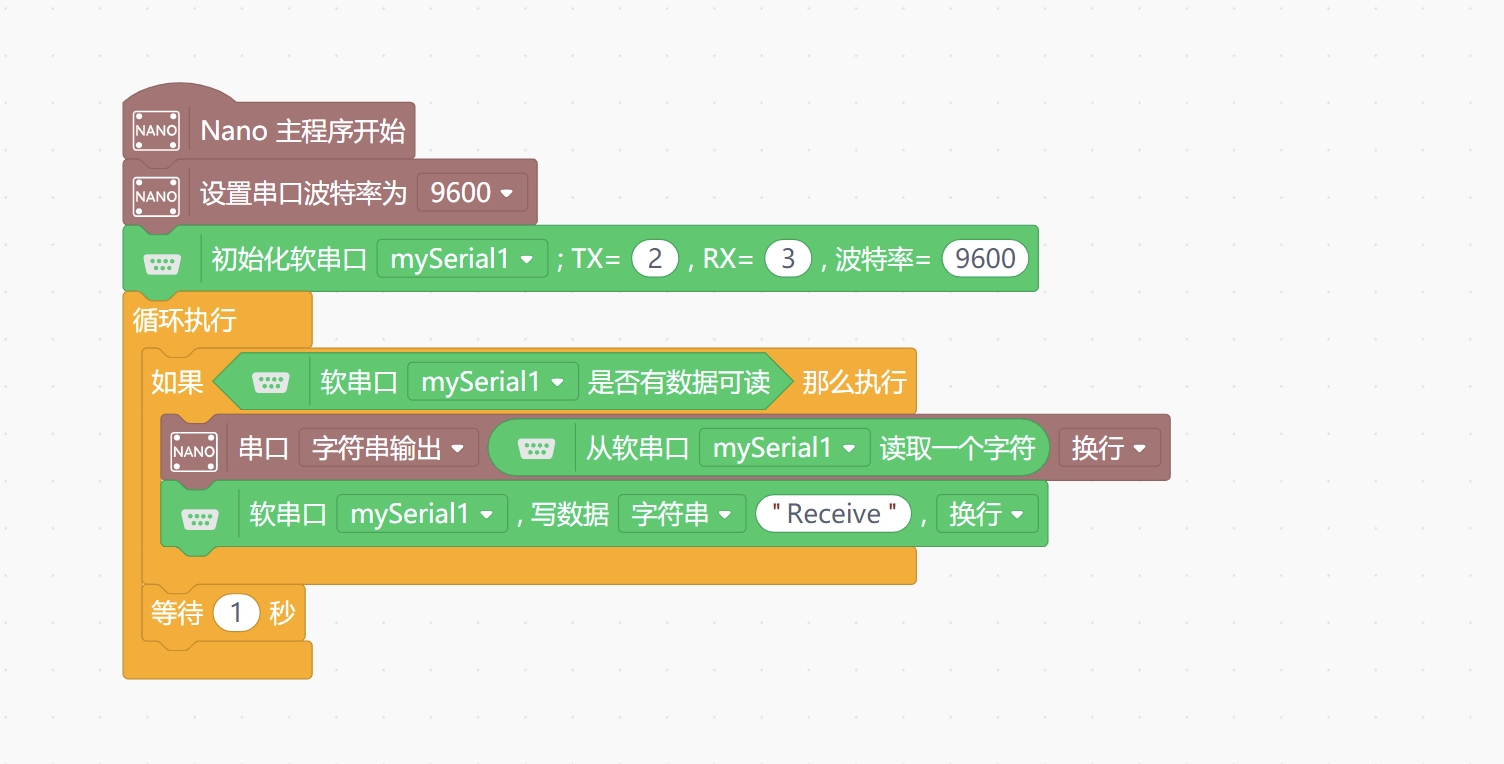 NANO Nano 主程序开始
NANO 设置串口波特率为 9600
初始化软串口 mySerial1 ; TX= 2 , RX= 3 , 波特率= 9600
循环执行
如果 软串口 mySerial1 是否有数据可读 那么执行
NANO 串口 字符串输出 从软串口 mySerial1 读取一个字符 换行
软串口 mySerial1 , 写数据 字符串 "Receive" , 换行
等待 1 秒